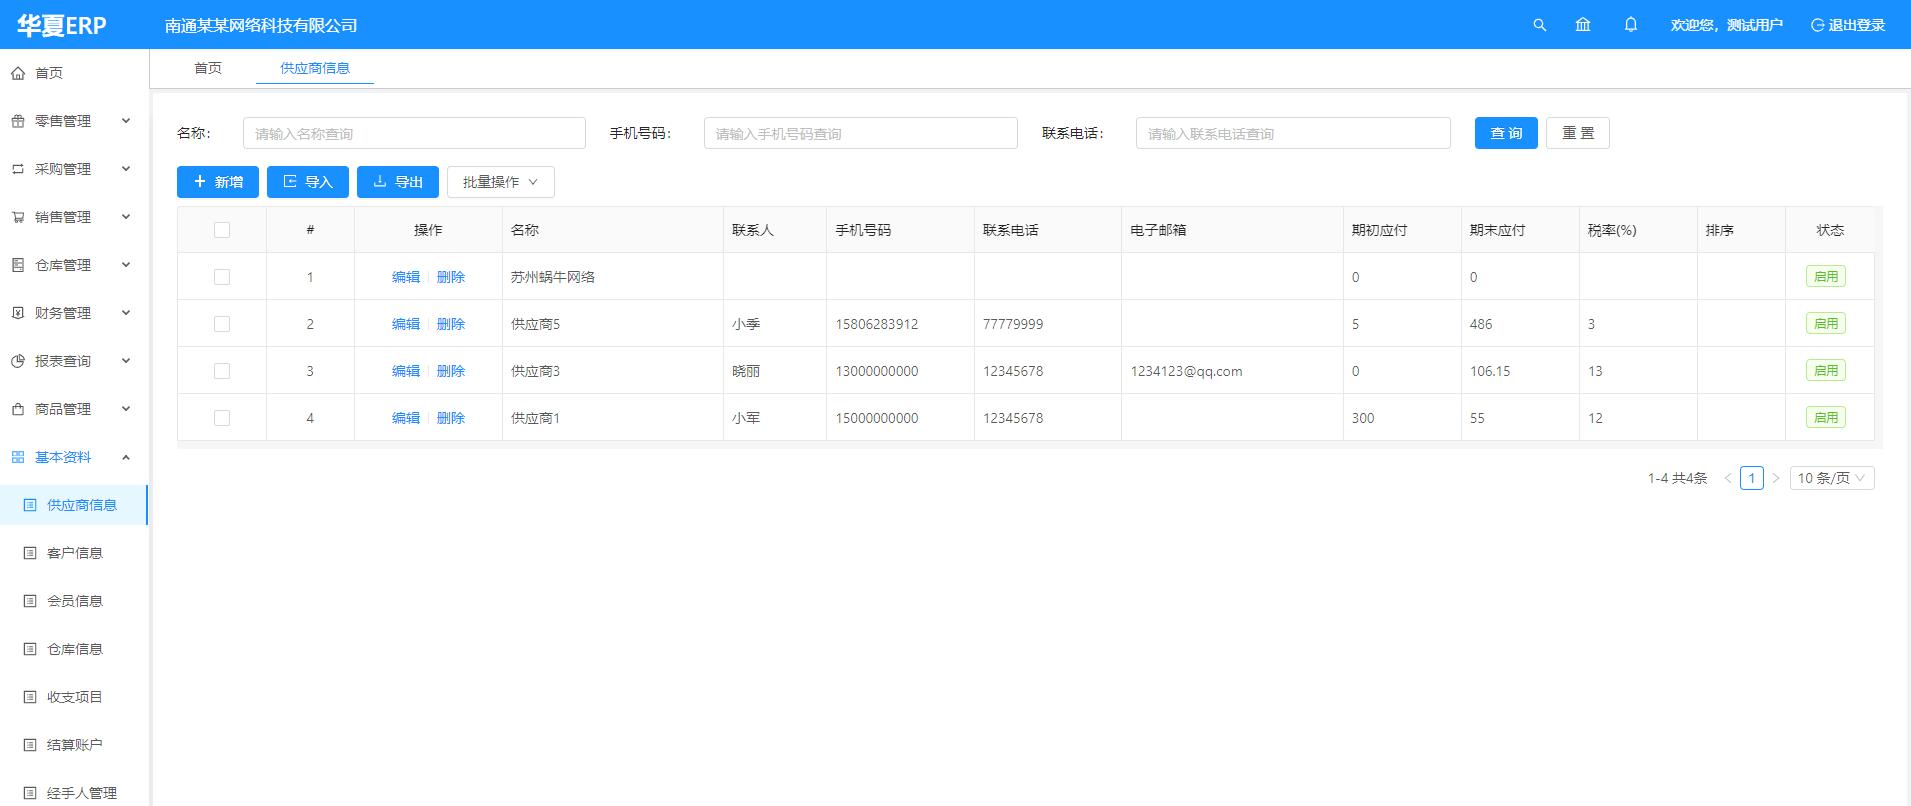 华夏ERP 南通某某网络科技有限公司 欢迎您，测试用户 退出登录
首页 供应商信息
首页
零售管理
采购管理
销售管理
仓库管理
财务管理
报表查询
商品管理
基本资料
供应商信息
客户信息
会员信息
仓库信息
收支项目
结算账户
经手人管理
名称： 请输入名称查询 手机号码： 请输入手机号码查询 联系电话： 请输入联系电话查询 查 询 重 置
新增 导入 导出 批量操作
# 操作 名称 联系人 手机号码 联系电话 电子邮箱 期初应付 期末应付 税率(%) 排序 状态
1 编辑 删除 苏州蜗牛网络 0 0 启用
2 编辑 删除 供应商5 小季 15806283912 77779999 5 486 3 启用
3 编辑 删除 供应商3 晓丽 13000000000 12345678 1234123@qq.com 0 106.15 13 启用
4 编辑 删除 供应商1 小军 15000000000 12345678 300 55 12 启用
1-4 共4条 < 1 > 10 条/页